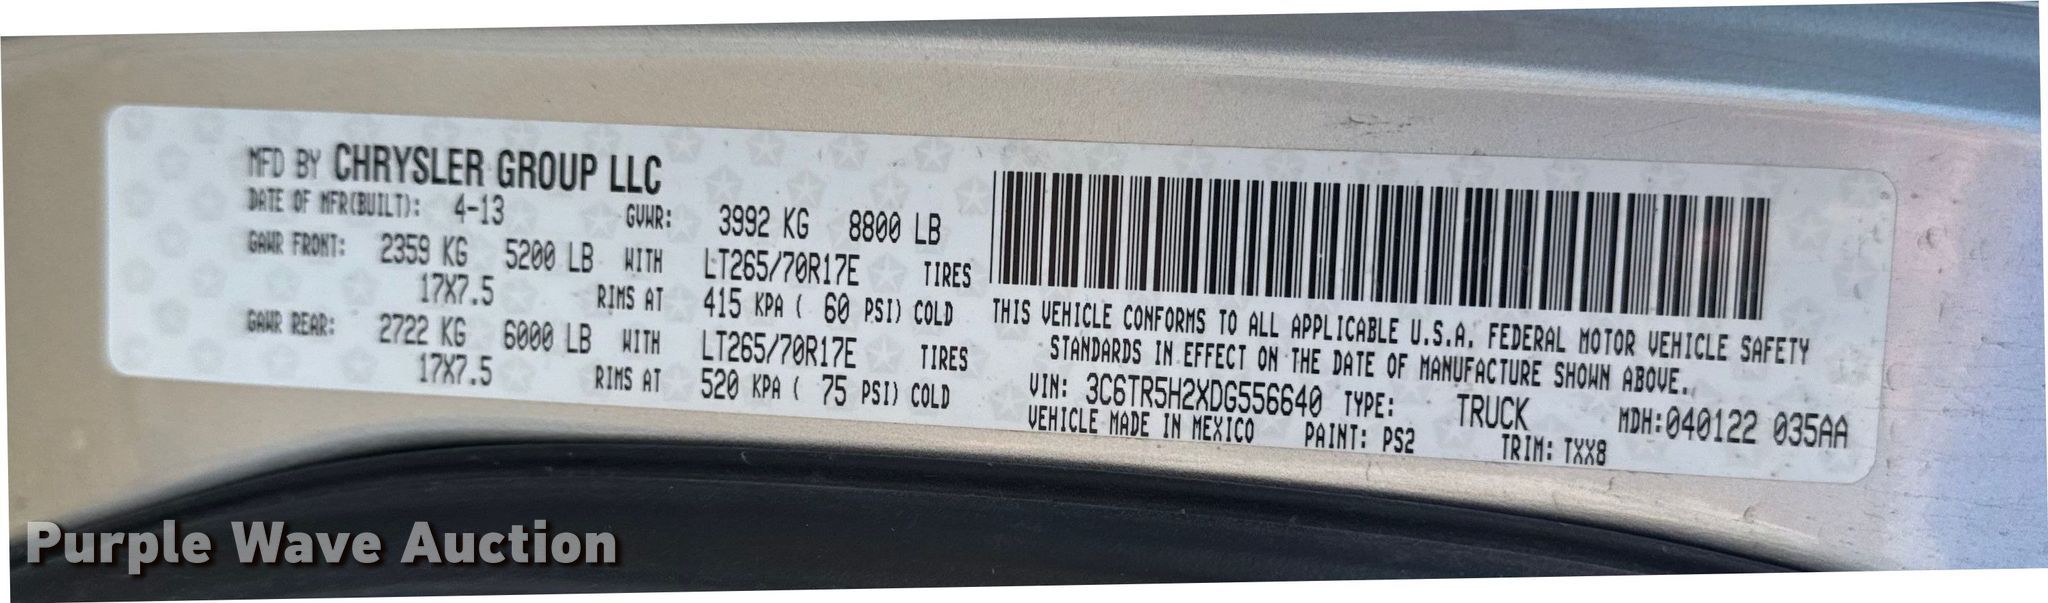 MFD BY CHRYSLER GROUP LLC
DATE OF MFR(BUILT): 4-13 GVWR: 3992 KG 8800 LB
GAWR FRONT: 2359 KG 5200 LB WITH LT265/70R17E TIRES
17X7.5 RIMS AT 415 KPA ( 60 PSI) COLD
GAWR REAR: 2722 KG 6000 LB WITH LT265/70R17E TIRES
17X7.5 RIMS AT 520 KPA ( 75 PSI) COLD
THIS VEHICLE CONFORMS TO ALL APPLICABLE U.S.A. FEDERAL MOTOR VEHICLE SAFETY
STANDARDS IN EFFECT ON THE DATE OF MANUFACTURE SHOWN ABOVE.
VIN: 3C6TR5H2XDG556640 TYPE: TRUCK MDH:040122 035AA
VEHICLE MADE IN MEXICO PAINT: PS2 TRIM: TXX8
Purple Wave Auction